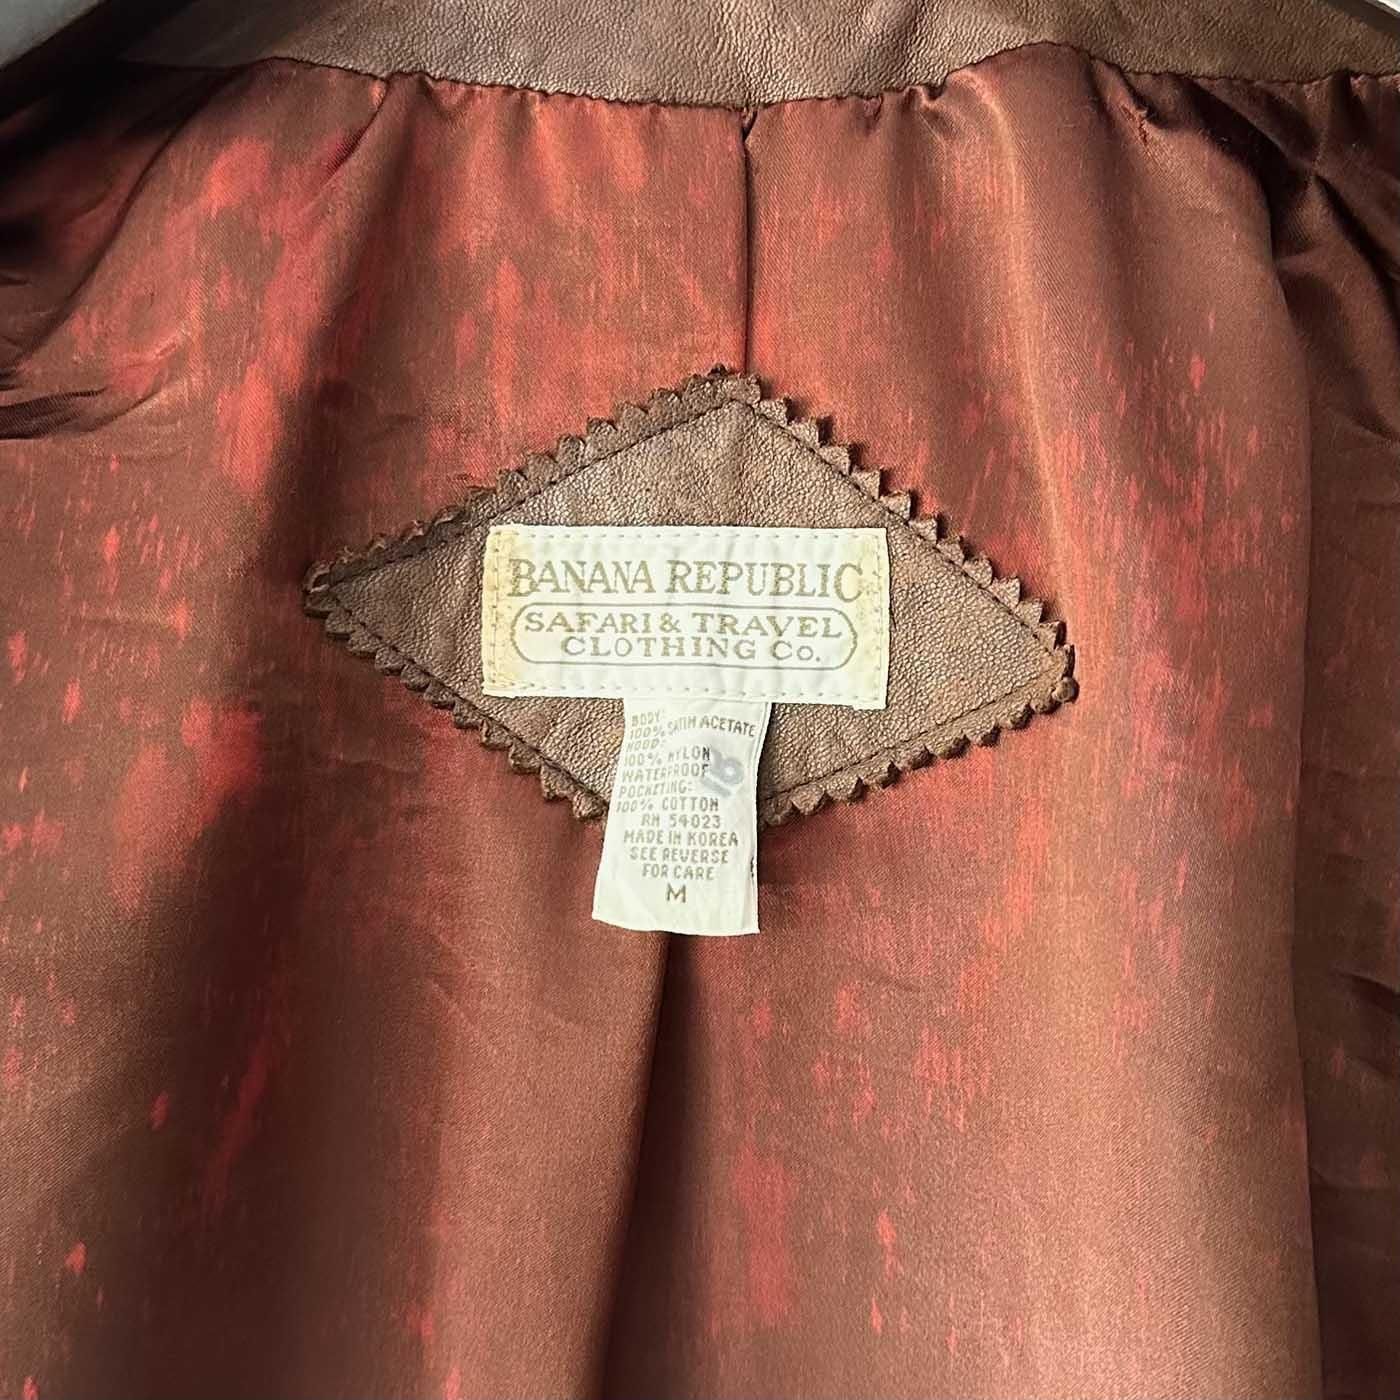 BANANA REPUBLIC
SAFARI & TRAVEL
CLOTHING CO.
BODY:
100% SATIN ACETATE
HOOD:
100% NYLON
WATERPROOF
POCKETING:
100% COTTON
RN 54023
MADE IN KOREA
SEE REVERSE
FOR CARE
M